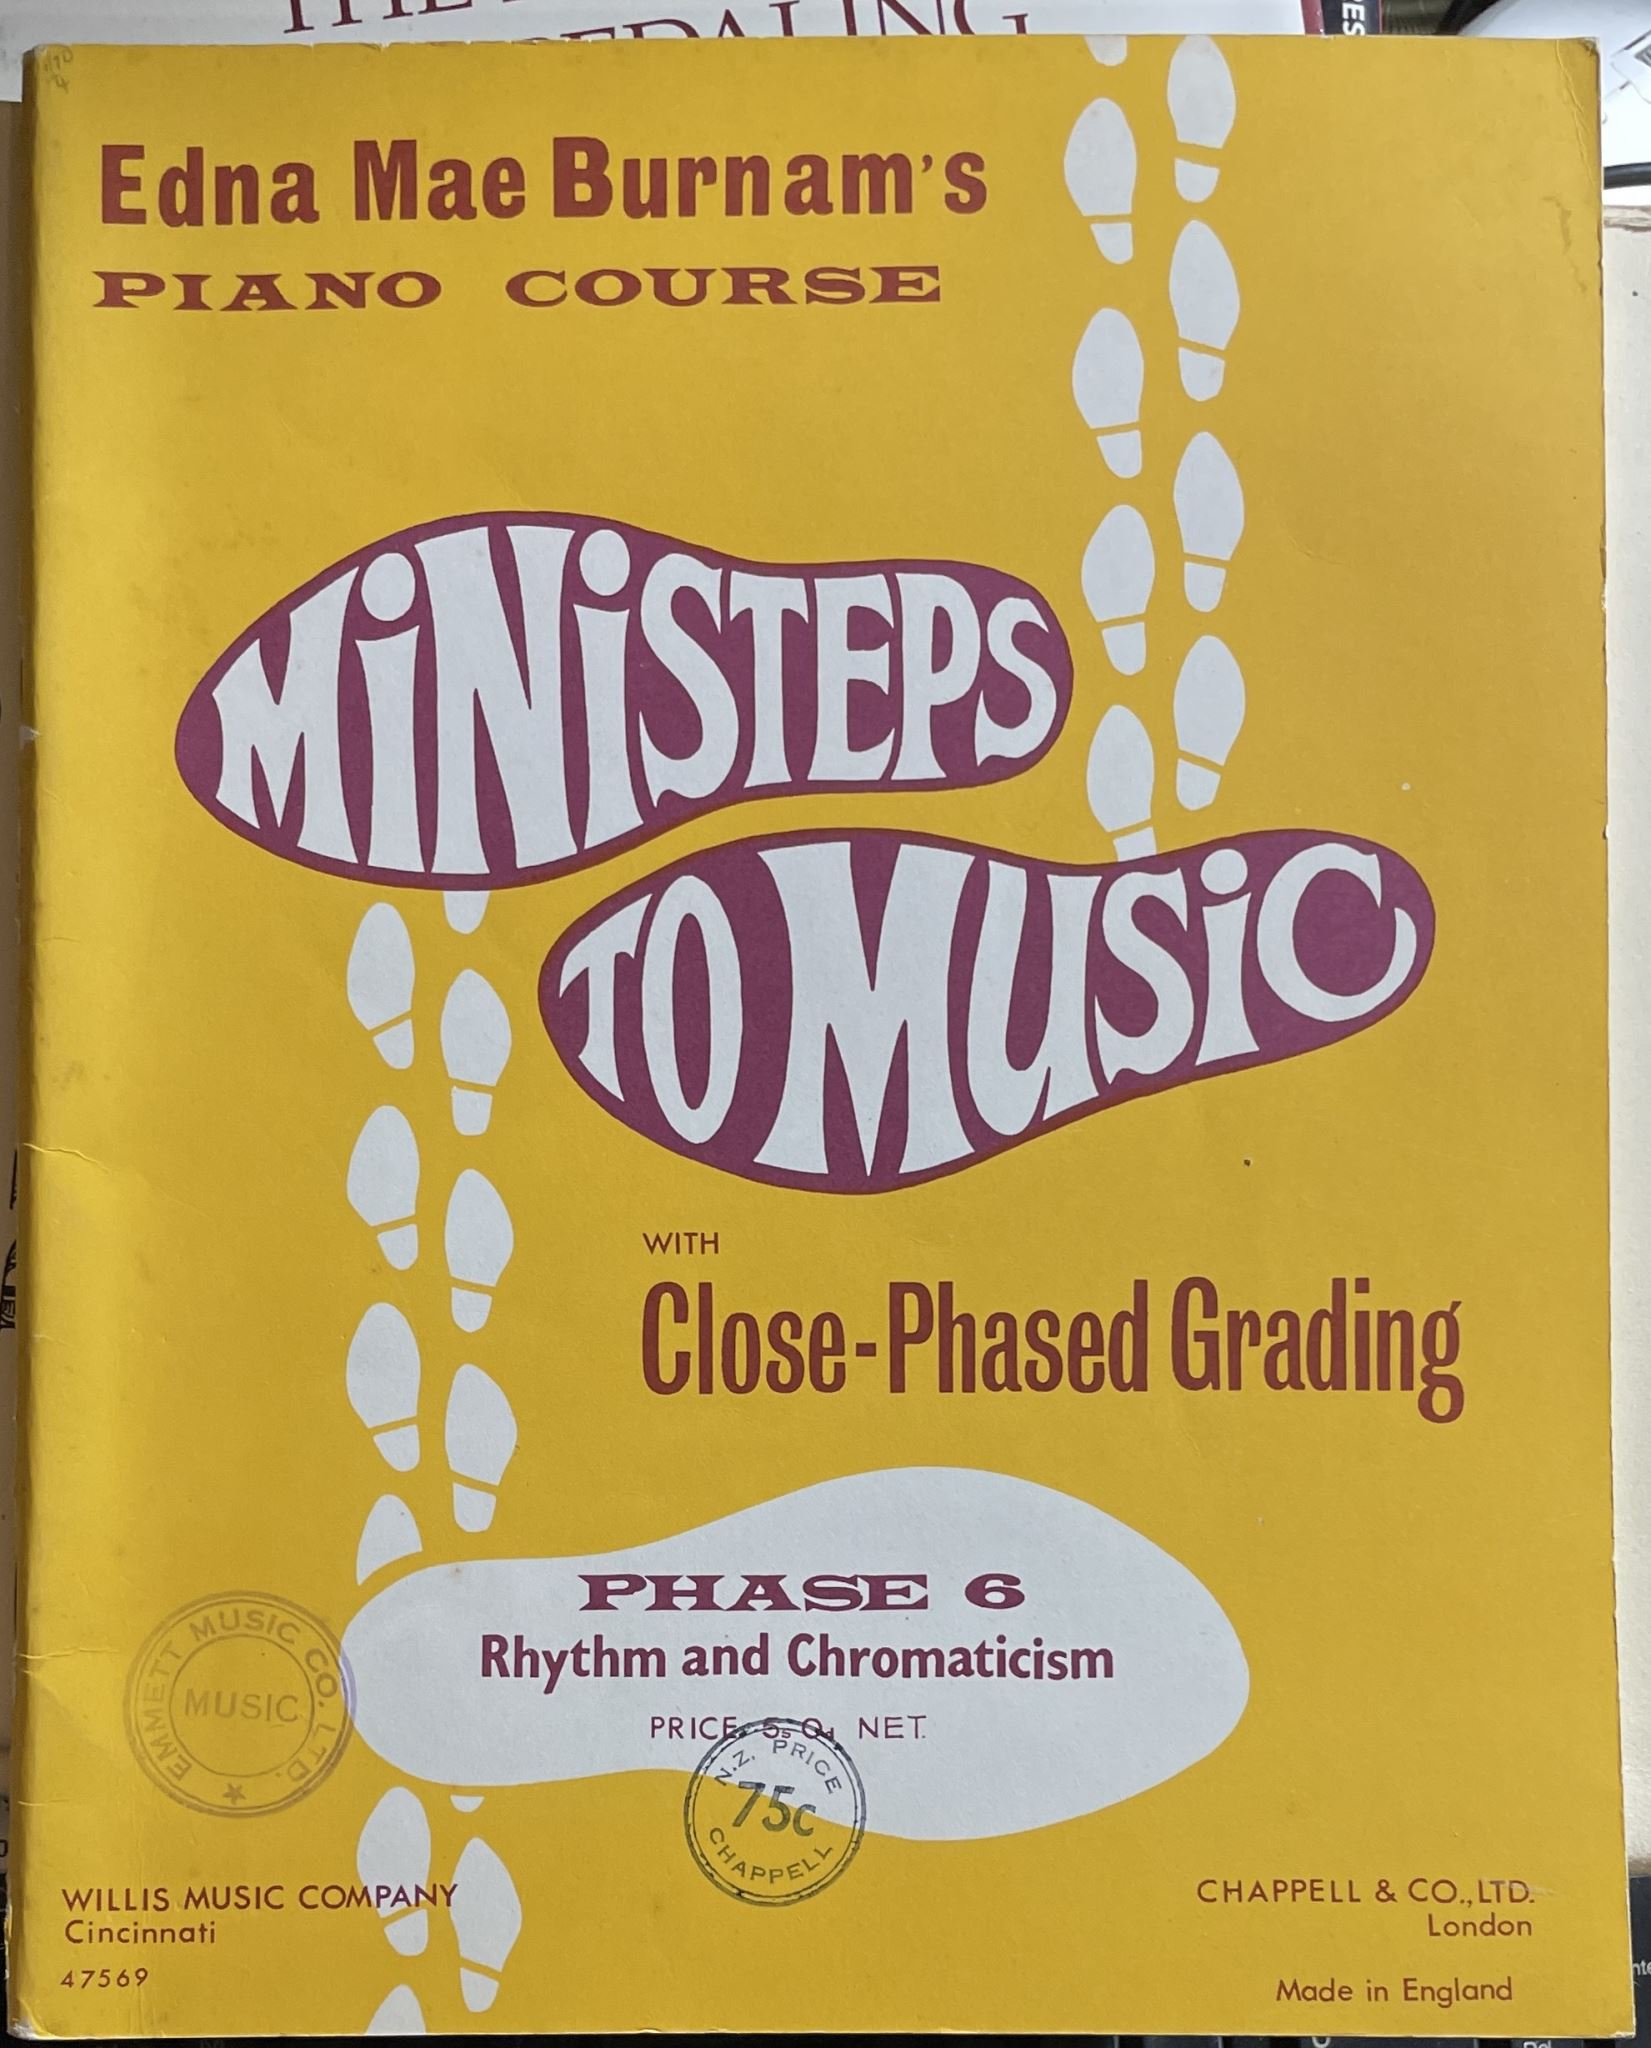 PEDALING
Edna Mae Burnam's
PIANO COURSE
MiNiSTEPS
TO MUSiC
WITH
Close-Phased Grading
PHASE 6
Rhythm and Chromaticism
PRICE 5s 0d NET.
N.Z. PRICE
75c
CHAPPELL
EMMETT MUSIC CO. LTD.
MUSIC
WILLIS MUSIC COMPANY
Cincinnati
47569
CHAPPELL & CO., LTD.
London
Made in England